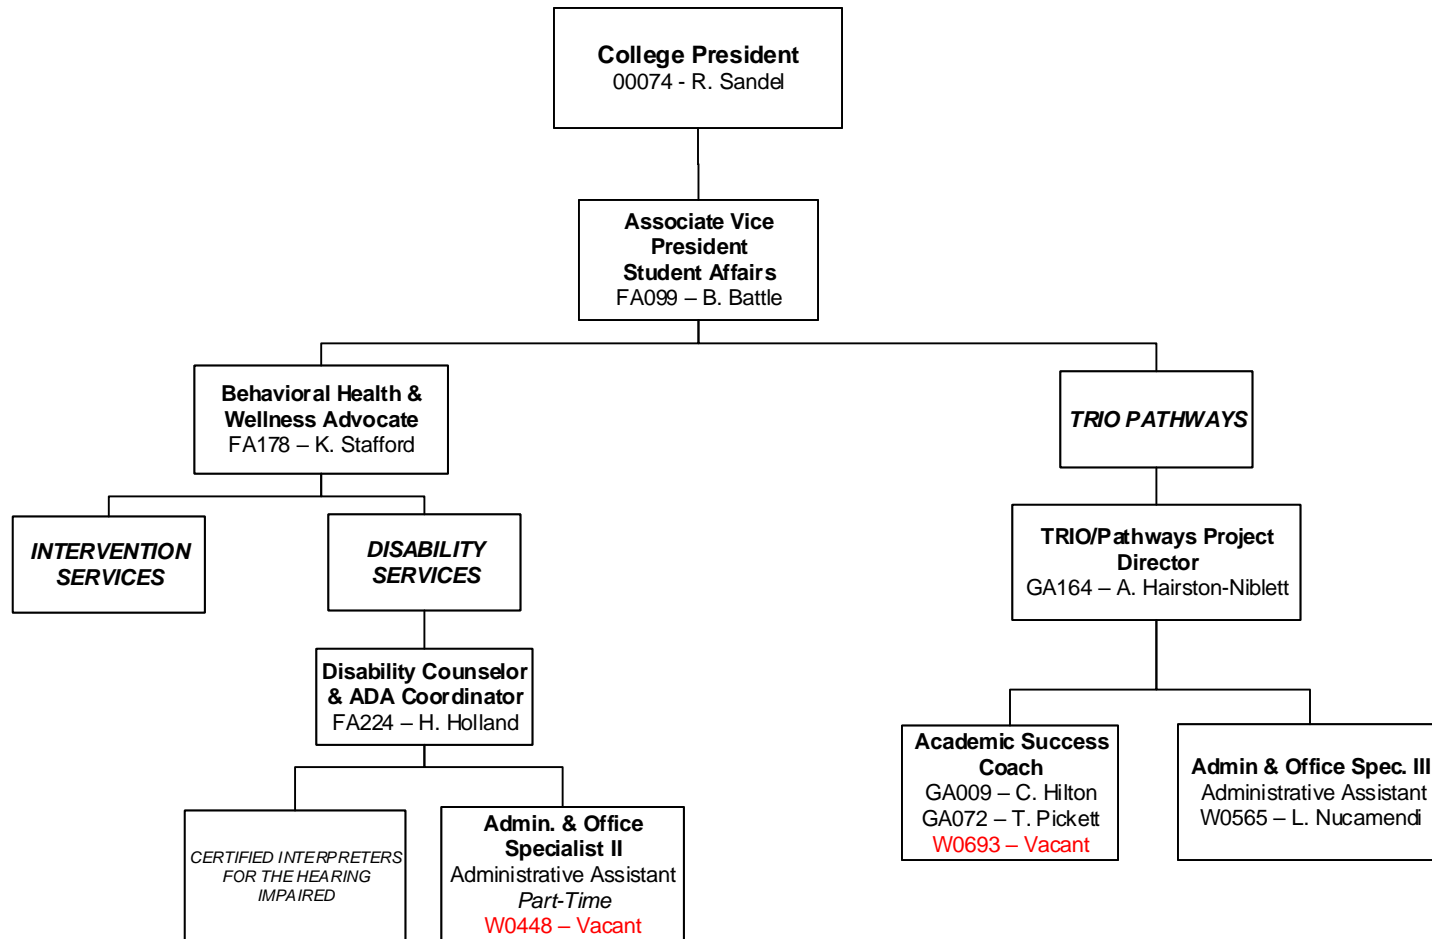 College President
00074 - R. Sandel
Associate Vice
President
Student Affairs
FA099 – B. Battle
Behavioral Health &
Wellness Advocate
FA178 – K. Stafford
TRIO PATHWAYS
INTERVENTION
SERVICES
DISABILITY
SERVICES
TRIO/Pathways Project
Director
GA164 – A. Hairston-Niblett
Disability Counselor
& ADA Coordinator
FA224 – H. Holland
Academic Success
Coach
GA009 – C. Hilton
GA072 – T. Pickett
W0693 – Vacant
Admin & Office Spec. III
Administrative Assistant
W0565 – L. Nucamendi
CERTIFIED INTERPRETERS
FOR THE HEARING
IMPAIRED
Admin. & Office
Specialist II
Administrative Assistant
Part-Time
W0448 – Vacant